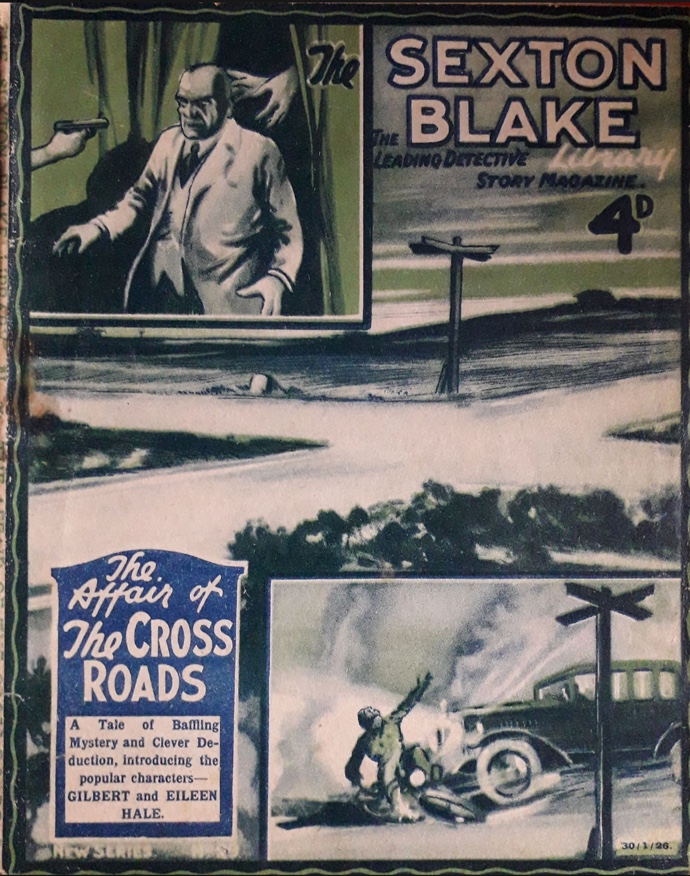 The
SEXTON
BLAKE
THE
LEADING DETECTIVE Library
STORY MAGAZINE.
4D
The
Affair of
The CROSS
ROADS
A Tale of Baffling
Mystery and Clever De-
duction, introducing the
popular characters—
GILBERT and EILEEN
HALE.
NEW SERIES
30/1/26.